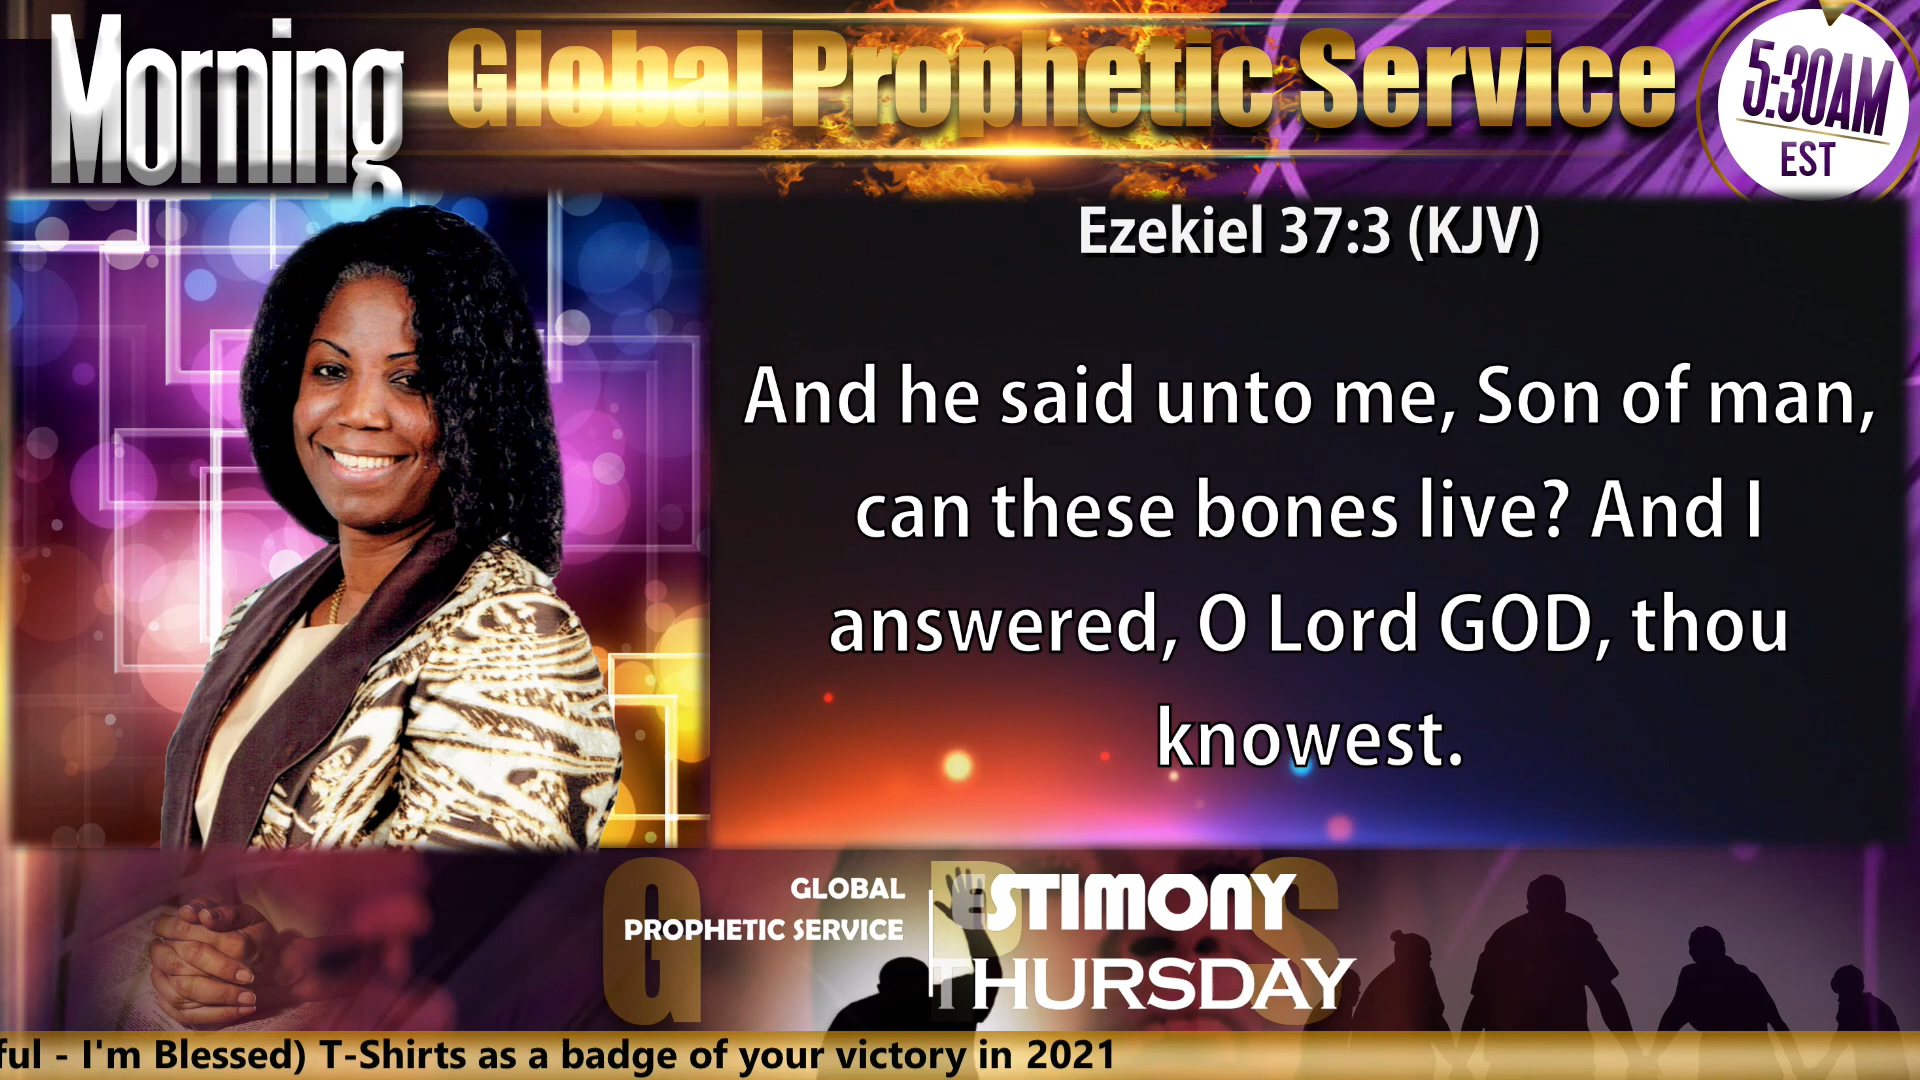 Morning
Global Prophetic Service
5:30AM
EST
Ezekiel 37:3 (KJV)
And he said unto me, Son of man,
can these bones live? And I
answered, O Lord GOD, thou
knowest.
G P S
GLOBAL
PROPHETIC SERVICE
ESTIMONY
THURSDAY
ful - I'm Blessed) T-Shirts as a badge of your victory in 2021